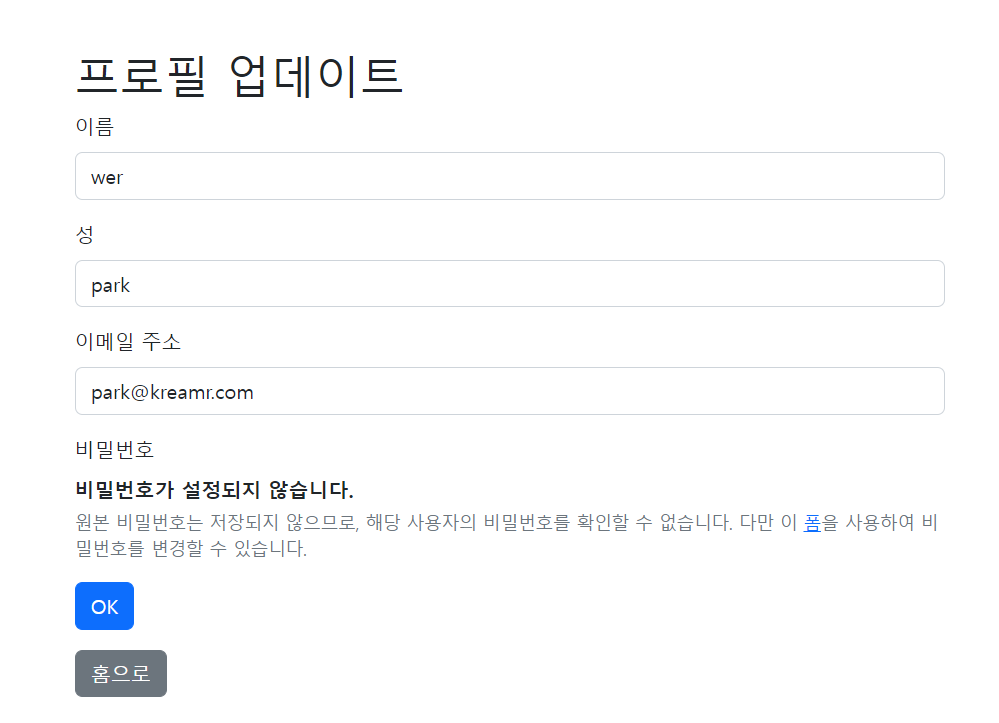 프로필 업데이트
이름
wer
성
park
이메일 주소
park@kreamr.com
비밀번호
비밀번호가 설정되지 않습니다.
원본 비밀번호는 저장되지 않으므로, 해당 사용자의 비밀번호를 확인할 수 없습니다. 다만 이 폼을 사용하여 비
밀번호를 변경할 수 있습니다.
OK
홈으로